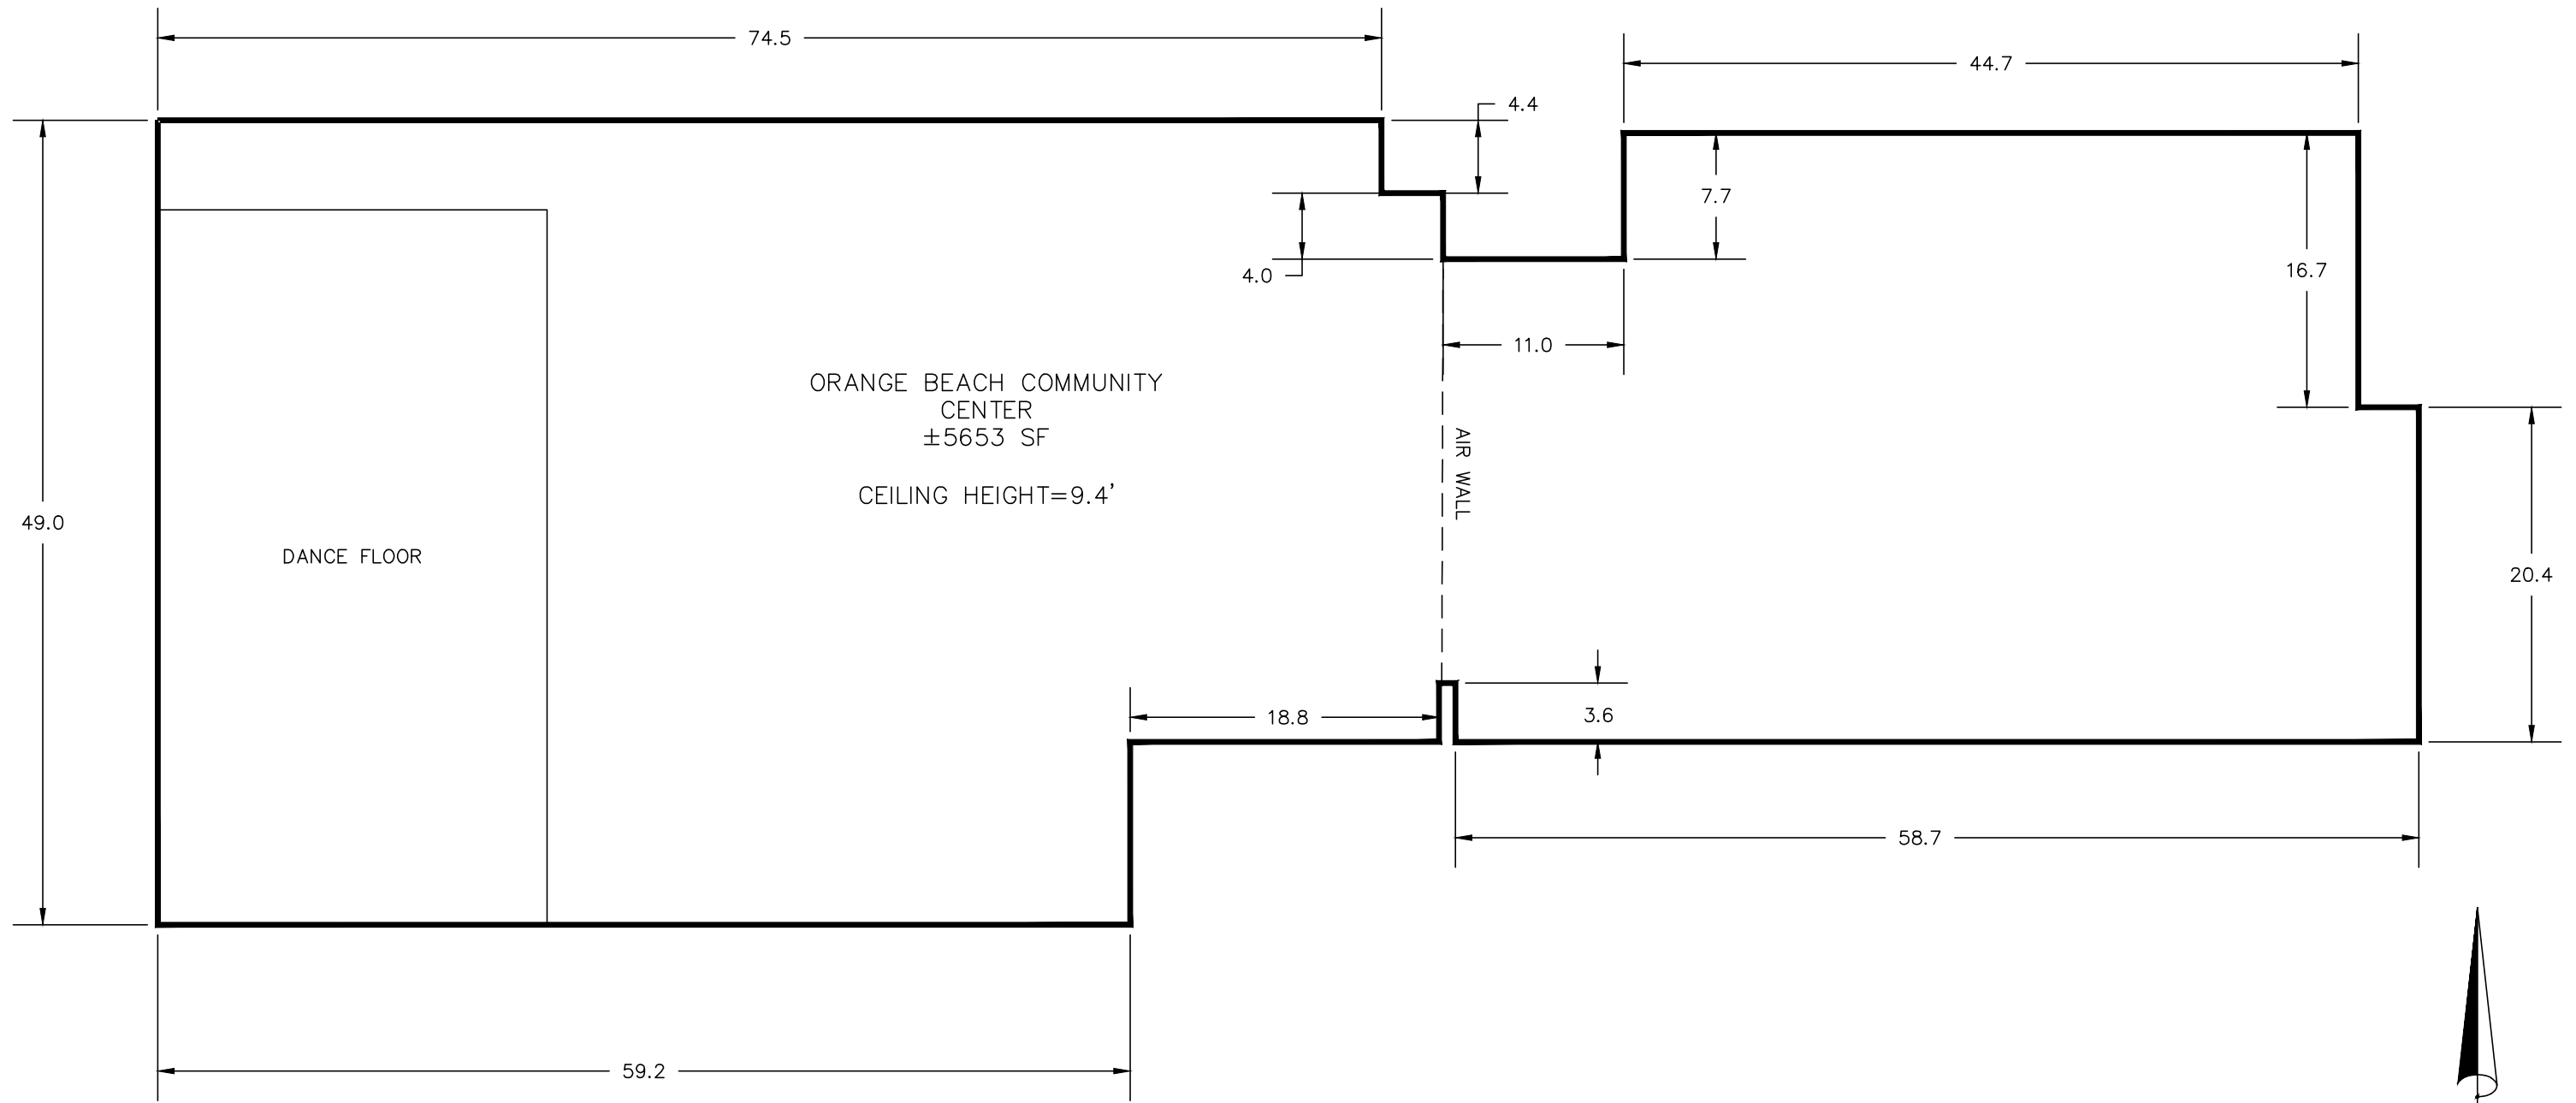 74.5
44.7
4.4
7.7
4.0
16.7
11.0
ORANGE BEACH COMMUNITY
CENTER
±5653 SF
CEILING HEIGHT=9.4'
AIR WALL
49.0
DANCE FLOOR
20.4
18.8
3.6
58.7
59.2